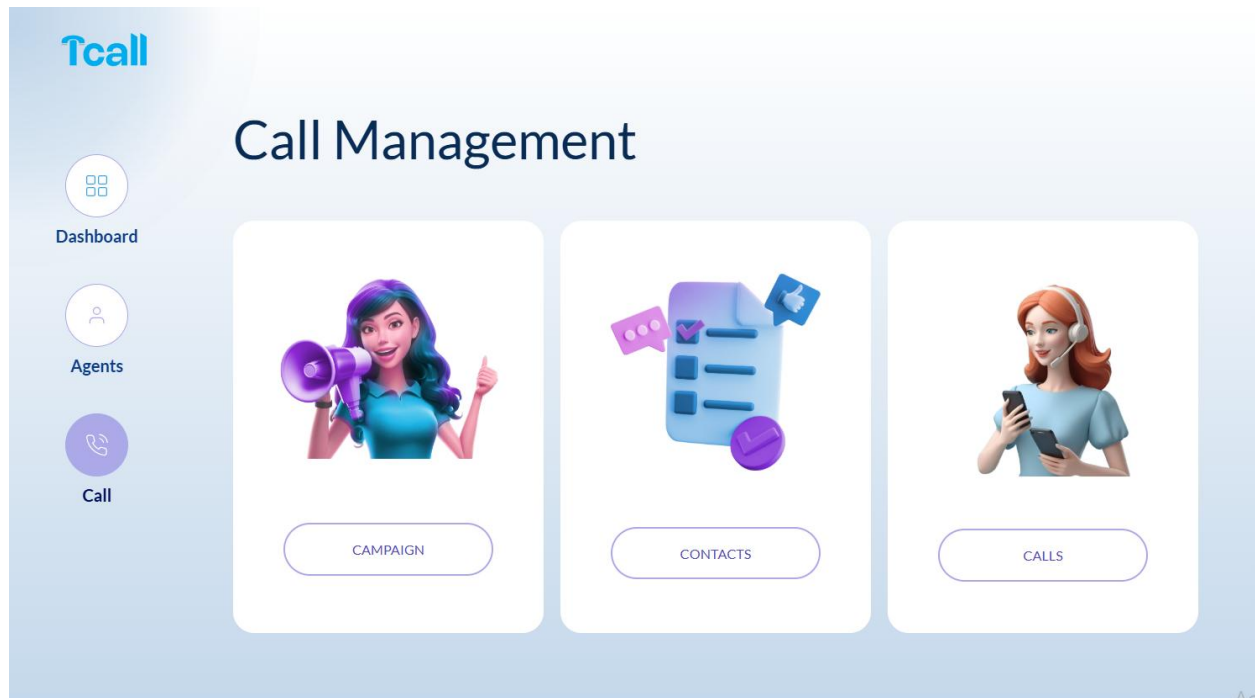 Tcall
Call Management
Dashboard
Agents
Call
CAMPAIGN
CONTACTS
CALLS